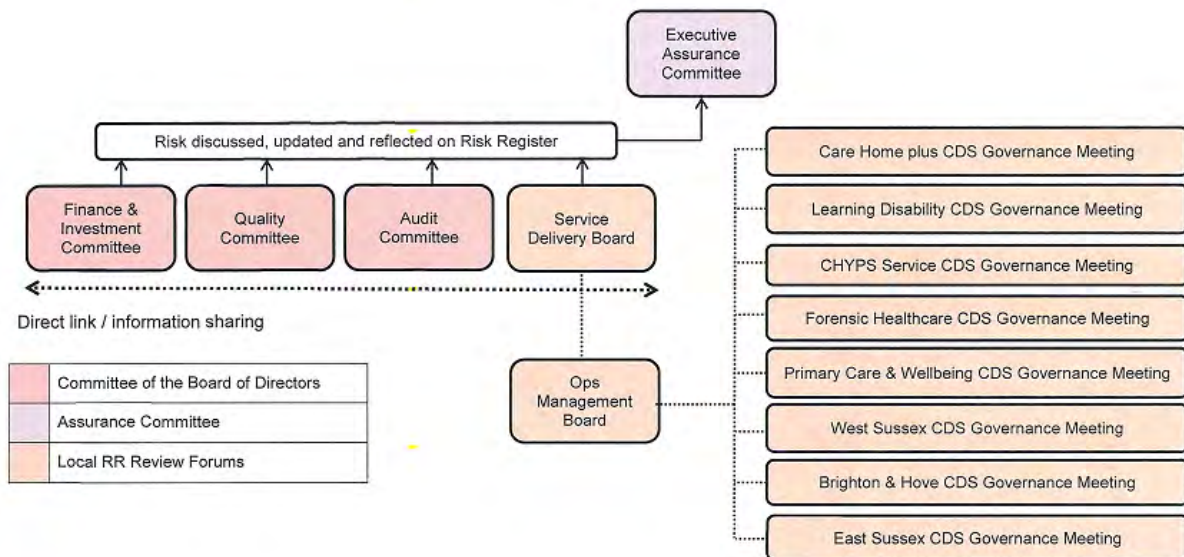 Executive
Assurance
Committee
Risk discussed, updated and reflected on Risk Register
Finance &
Investment
Committee
Quality
Committee
Audit
Committee
Service
Delivery Board
Direct link / information sharing
Committee of the Board of Directors
Assurance Committee
Local RR Review Forums
Ops
Management
Board
Care Home plus CDS Governance Meeting
Learning Disability CDS Governance Meeting
CHYPS Service CDS Governance Meeting
Forensic Healthcare CDS Governance Meeting
Primary Care & Wellbeing CDS Governance Meeting
West Sussex CDS Governance Meeting
Brighton & Hove CDS Governance Meeting
East Sussex CDS Governance Meeting